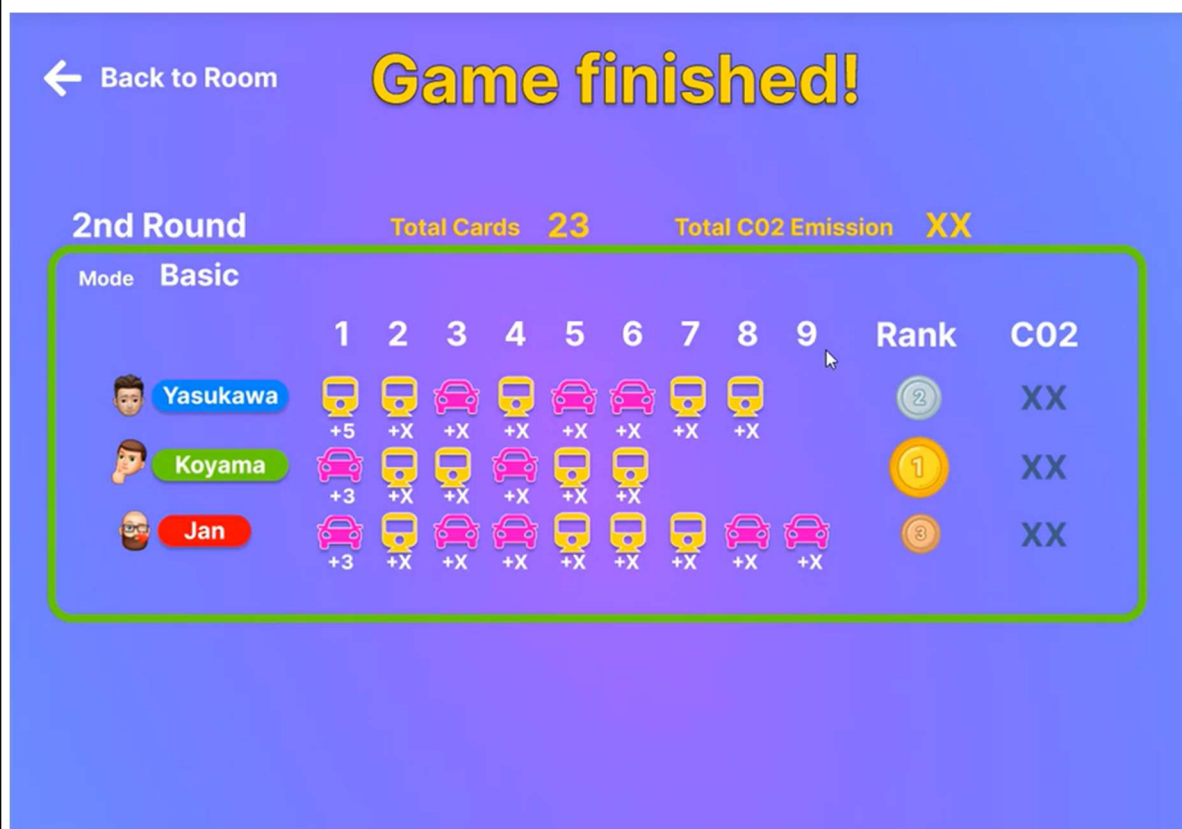 Back to Room
Game finished!
2nd Round Total Cards 23 Total C02 Emission XX
Mode Basic
1 2 3 4 5 6 7 8 9 Rank C02
Yasukawa 2 XX
+5 +X +X +X +X +X +X +X
Koyama 1 XX
+3 +X +X +X +X +X
Jan 3 XX
+3 +X +X +X +X +X +X +X +X